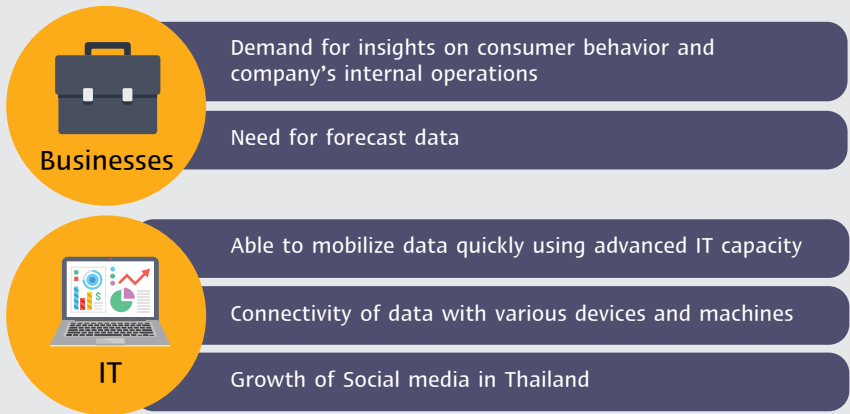 Demand for insights on consumer behavior and
company's internal operations
Need for forecast data
Businesses
Able to mobilize data quickly using advanced IT capacity
Connectivity of data with various devices and machines
Growth of Social media in Thailand
IT